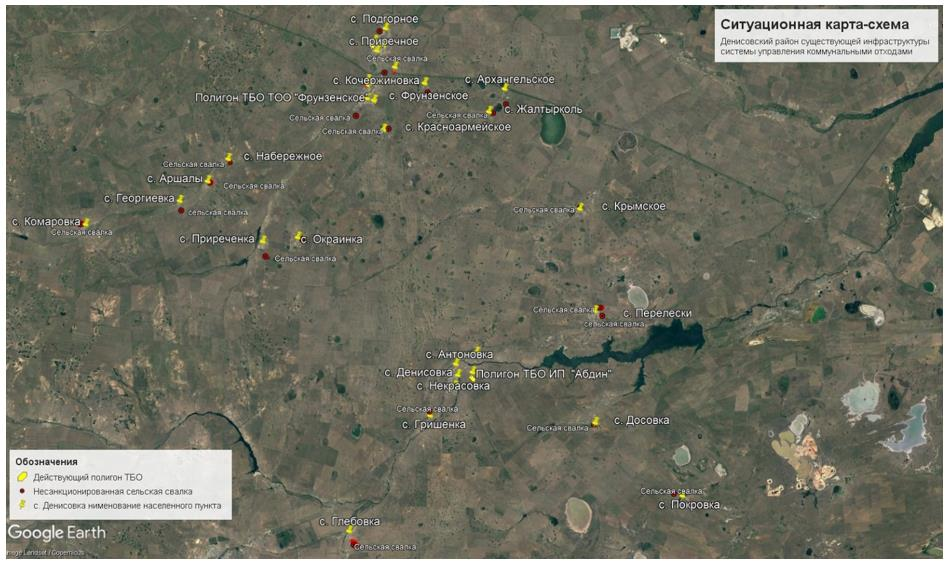 Ситуационная карта-схема
Денисовский район существующей инфраструктуры
системы управления коммунальными отходами
с. Подгорное
с. Приречное
Сельская свалка
с. Кочержиновка
с. Архангельское
Полигон ТБО ТОО "Фрунзенское"
с. Фрунзенское
с. Жалтырколь
Сельская свалка
Сельская свалка
с. Красноармейское
Сельская свалка
с. Набережное
Сельская свалка
с. Аршалы
Сельская свалка
с. Георгиевка
сельская свалка
с. Крымское
Сельская свалка
с. Комаровка
Сельская свалка
с. Приреченка
с. Окраинка
Сельская свалка
Сельская свалка
с. Перелески
сельская свалка
с. Антоновка
с. Денисовка
Полигон ТБО ИП "Абдин"
с. Некрасовка
Сельская свалка
с. Гришенка
с. Досовка
Сельская свалка
Сельская свалка
с. Покровка
с. Глебовка
Сельская свалка
Обозначения
Действующий полигон ТБО
Несанкционированная сельская свалка
с. Денисовка нименование населенного пункта
Google Earth
Image Landsat / Copernicus